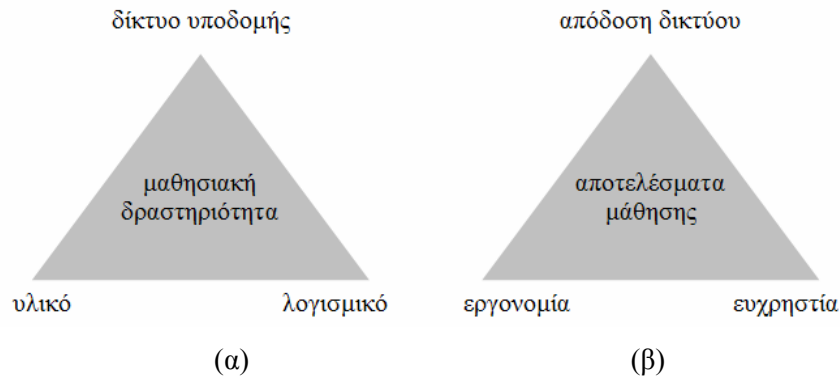 δίκτυο υποδομής
απόδοση δικτύου
μαθησιακή
δραστηριότητα
αποτελέσματα
μάθησης
υλικό
λογισμικό
εργονομία
ευχρηστία
(α)
(β)